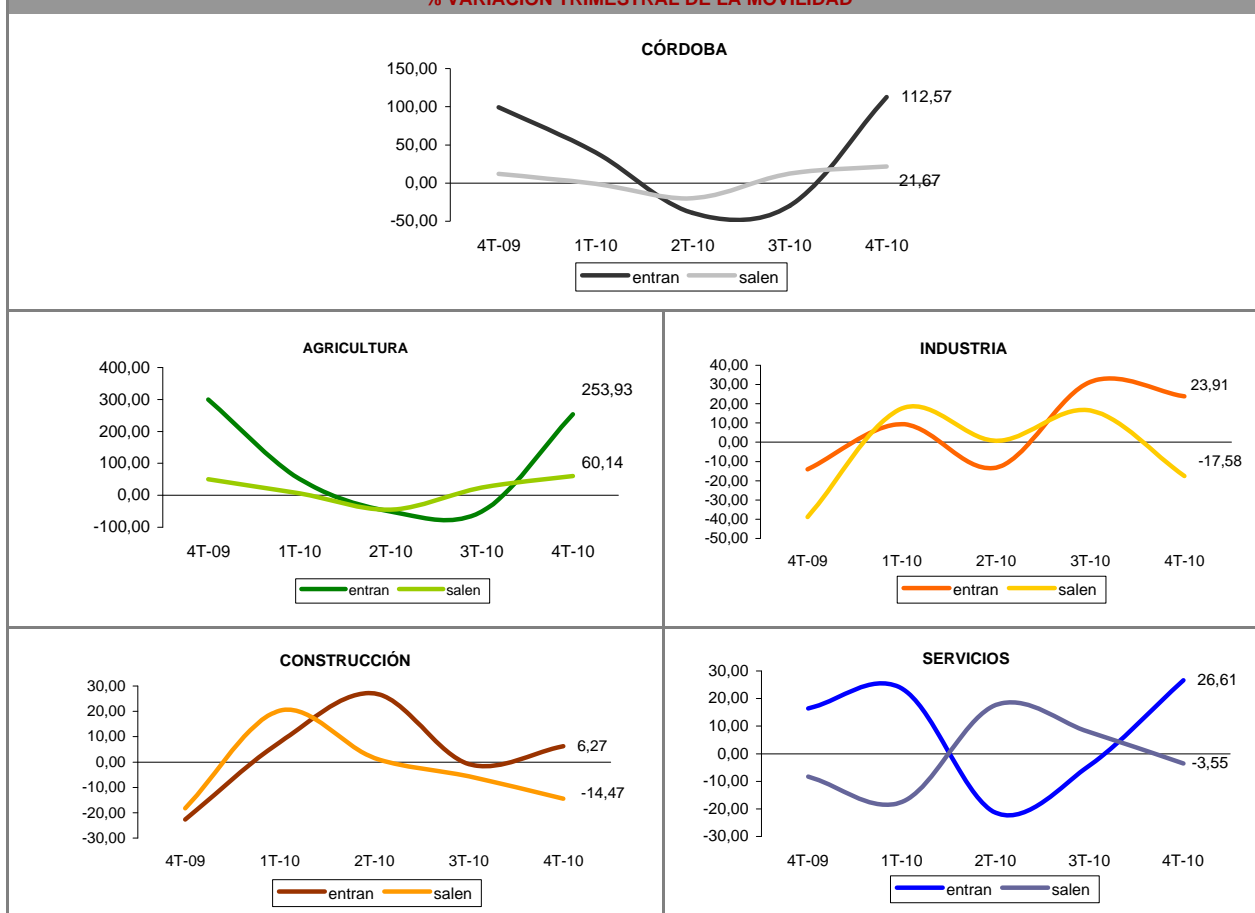 % VARIACIÓN TRIMESTRAL DE LA MOVILIDAD
CÓRDOBA
150,00
100,00
50,00
0,00
-50,00
112,57
21,67
4T-09 1T-10 2T-10 3T-10 4T-10
entran salen
AGRICULTURA
400,00
300,00
200,00
100,00
0,00
-100,00
253,93
60,14
4T-09 1T-10 2T-10 3T-10 4T-10
entran salen
INDUSTRIA
40,00
30,00
20,00
10,00
0,00
-10,00
-20,00
-30,00
-40,00
-50,00
23,91
-17,58
4T-09 1T-10 2T-10 3T-10 4T-10
entran salen
CONSTRUCCIÓN
30,00
20,00
10,00
0,00
-10,00
-20,00
-30,00
6,27
-14,47
4T-09 1T-10 2T-10 3T-10 4T-10
entran salen
SERVICIOS
30,00
20,00
10,00
0,00
-10,00
-20,00
-30,00
26,61
-3,55
4T-09 1T-10 2T-10 3T-10 4T-10
entran salen